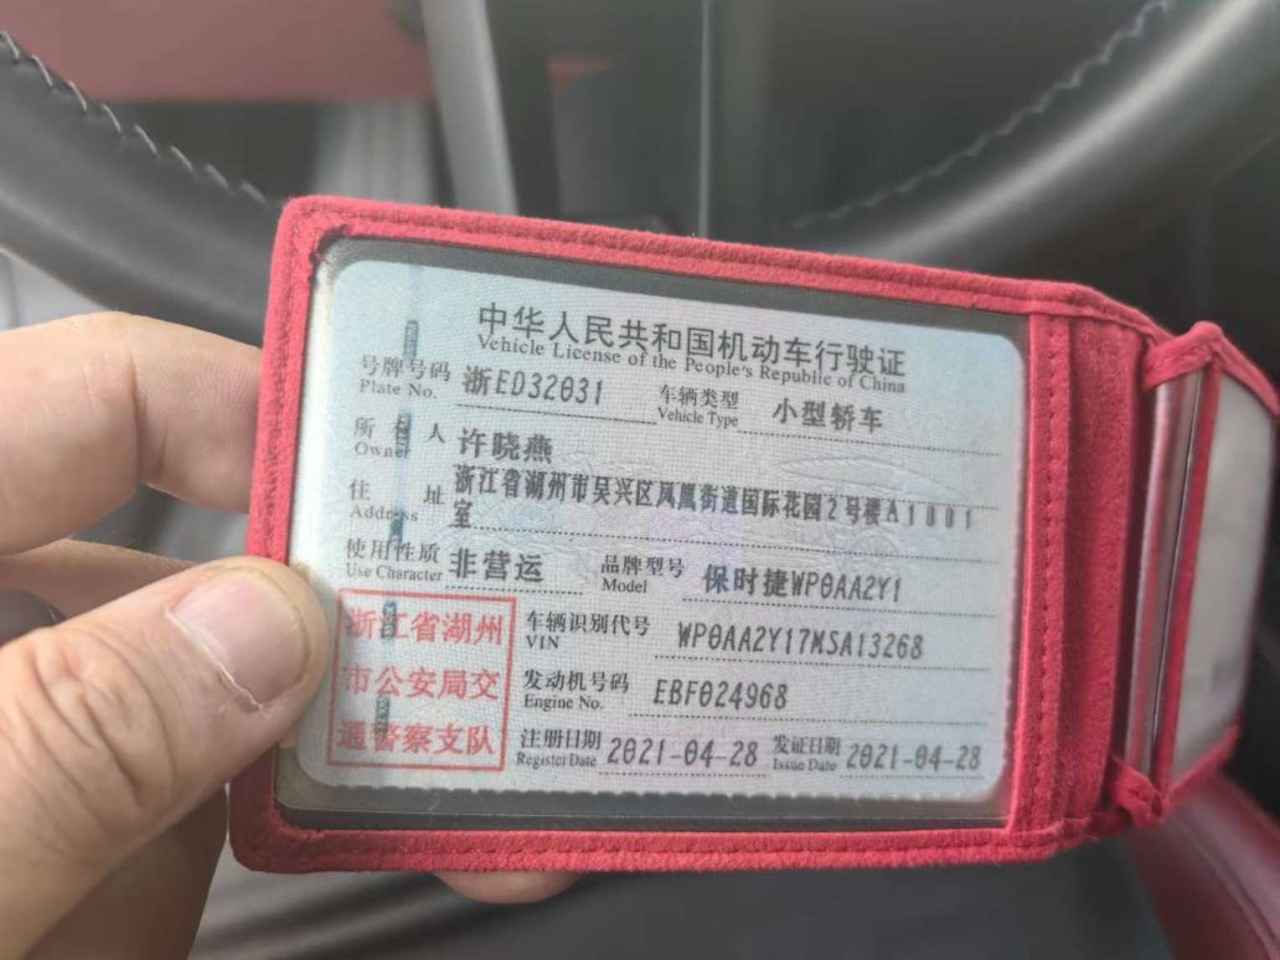 中华人民共和国机动车行驶证
Vehicle License of the People's Republic of China
号牌号码 浙ED32031 车辆类型 小型轿车
Plate No. Vehicle Type
所有人 许晓燕
Owner
住址 浙江省湖州市吴兴区凤凰街道国际花园2号楼A1001
Address 室
使用性质 非营运 品牌型号 保时捷WP0AA2Y1
Use Character Model
浙江省湖州 车辆识别代号 WP0AA2Y17MSA13268
VIN
市公安局交 发动机号码 EBF024968
Engine No.
通警察支队 注册日期 2021-04-28 发证日期 2021-04-28
Register Date Issue Date